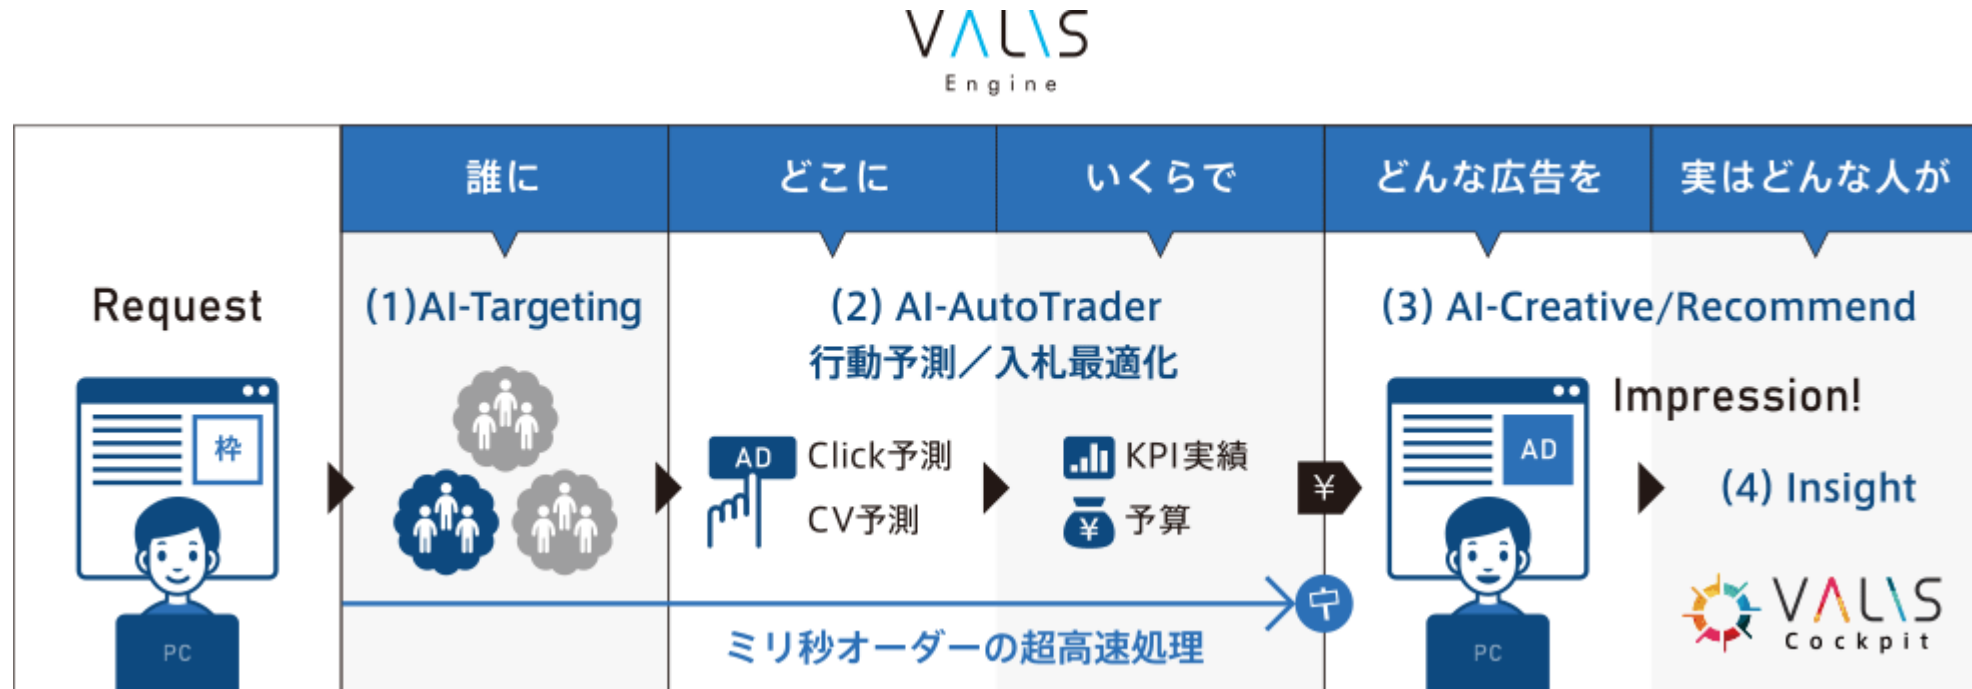 VALIS
Engine
誰に
どこに
いくらで
どんな広告を
実はどんな人が
Request
(1)AI-Targeting
(2) AI-AutoTrader
行動予測／入札最適化
(3) AI-Creative/Recommend
枠
AD
Click予測
CV予測
KPI実績
¥
予算
¥
AD
Impression!
(4) Insight
ミリ秒オーダーの超高速処理
PC
PC
VALIS
Cockpit